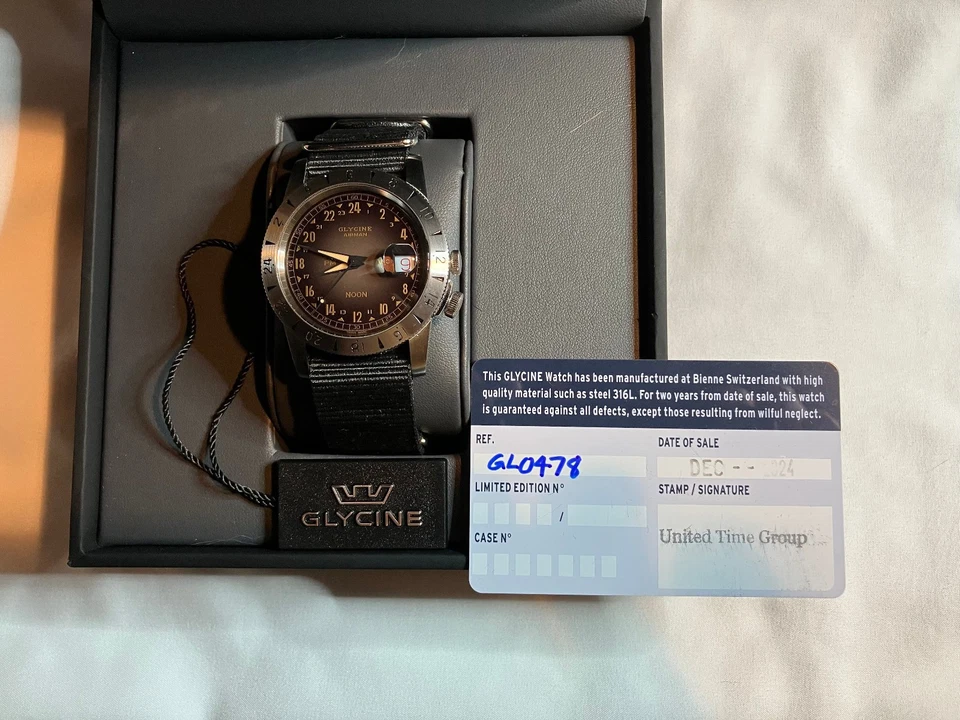 GLYCINE
AIRMAN
NOON
24
2
4
8
10
12
14
16
18
20
22
GLYCINE
This GLYCINE Watch has been manufactured at Bienne Switzerland with high
quality material such as steel 316L. For two years from date of sale, this watch
is guaranteed against all defects, except those resulting from wilful neglect.
REF.
GL0478
DATE OF SALE
DEC -- 2024
LIMITED EDITION N°
/
STAMP / SIGNATURE
United Time Group
CASE N°